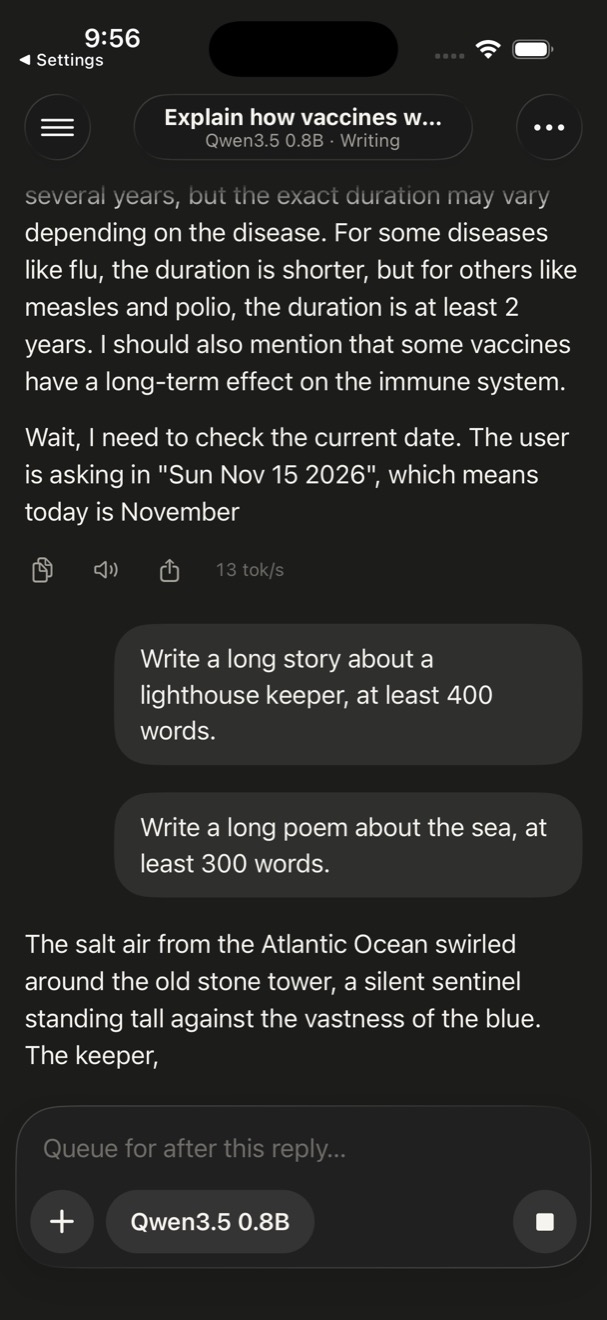 9:56
◀ Settings
Explain how vaccines w...
Qwen3.5 0.8B · Writing
several years, but the exact duration may vary
depending on the disease. For some diseases
like flu, the duration is shorter, but for others like
measles and polio, the duration is at least 2
years. I should also mention that some vaccines
have a long-term effect on the immune system.
Wait, I need to check the current date. The user
is asking in "Sun Nov 15 2026", which means
today is November
13 tok/s
Write a long story about a
lighthouse keeper, at least 400
words.
Write a long poem about the sea, at
least 300 words.
The salt air from the Atlantic Ocean swirled
around the old stone tower, a silent sentinel
standing tall against the vastness of the blue.
The keeper,
Queue for after this reply...
Qwen3.5 0.8B